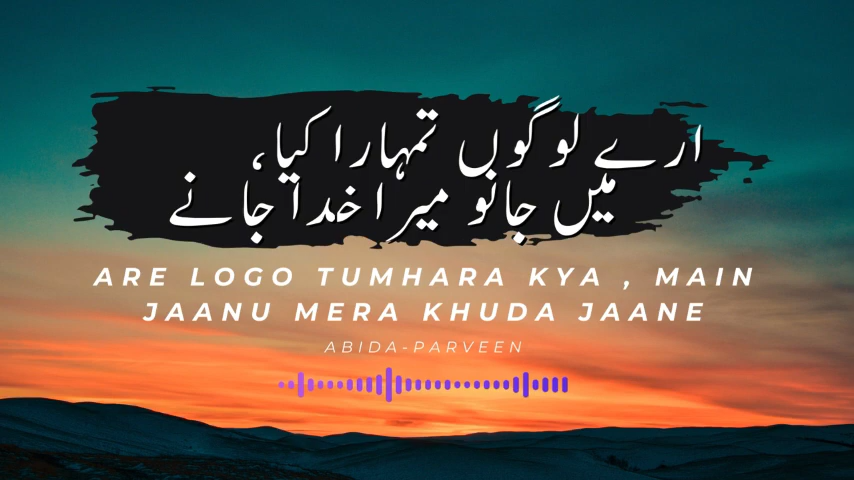 ارے لوگوں تمہارا کیا،
میں جانو میرا خدا جانے
ARE LOGO TUMHARA KYA , MAIN
JAANU MERA KHUDA JAANE
ABIDA-PARVEEN